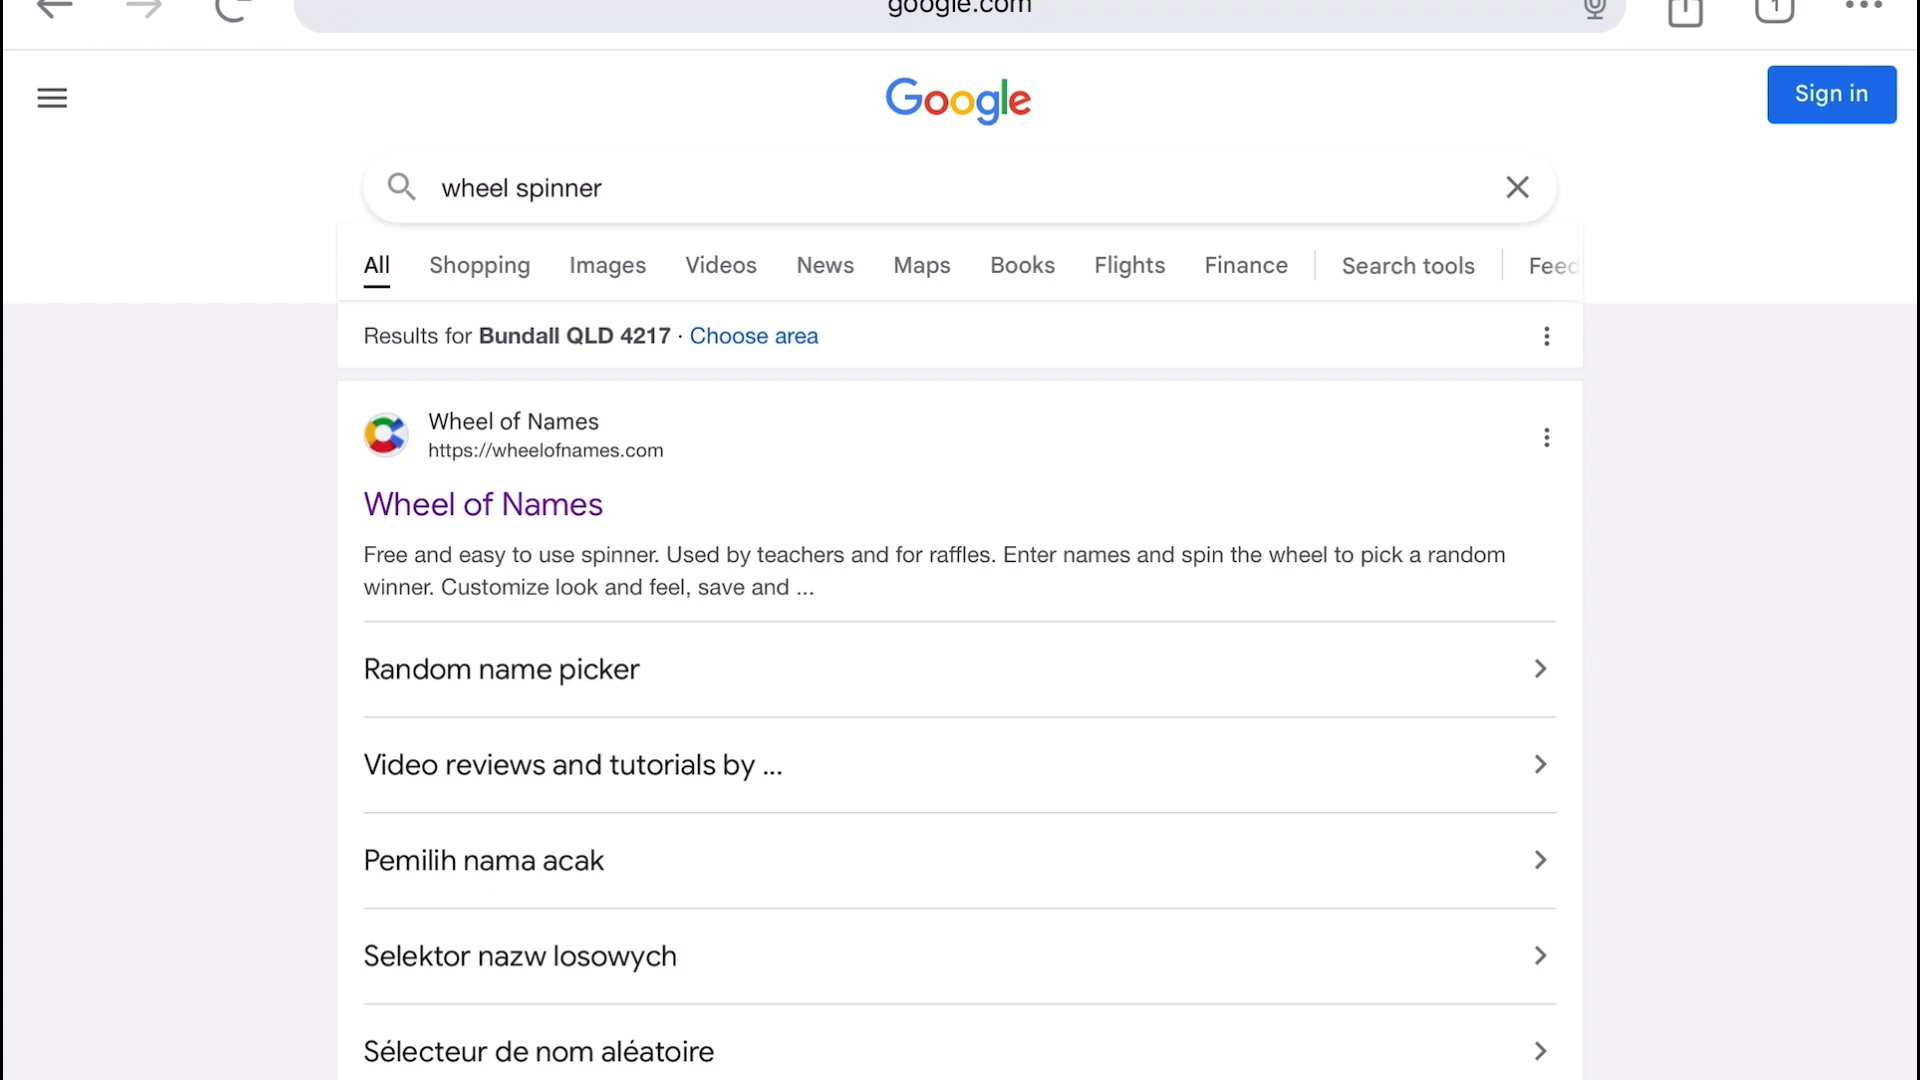 google.com
1
Google
Sign in
wheel spinner
All Shopping Images Videos News Maps Books Flights Finance Search tools Feed
Results for Bundall QLD 4217 · Choose area
Wheel of Names
https://wheelofnames.com
Wheel of Names
Free and easy to use spinner. Used by teachers and for raffles. Enter names and spin the wheel to pick a random
winner. Customize look and feel, save and ...
Random name picker
Video reviews and tutorials by ...
Pemilih nama acak
Selektor nazw losowych
Sélecteur de nom aléatoire